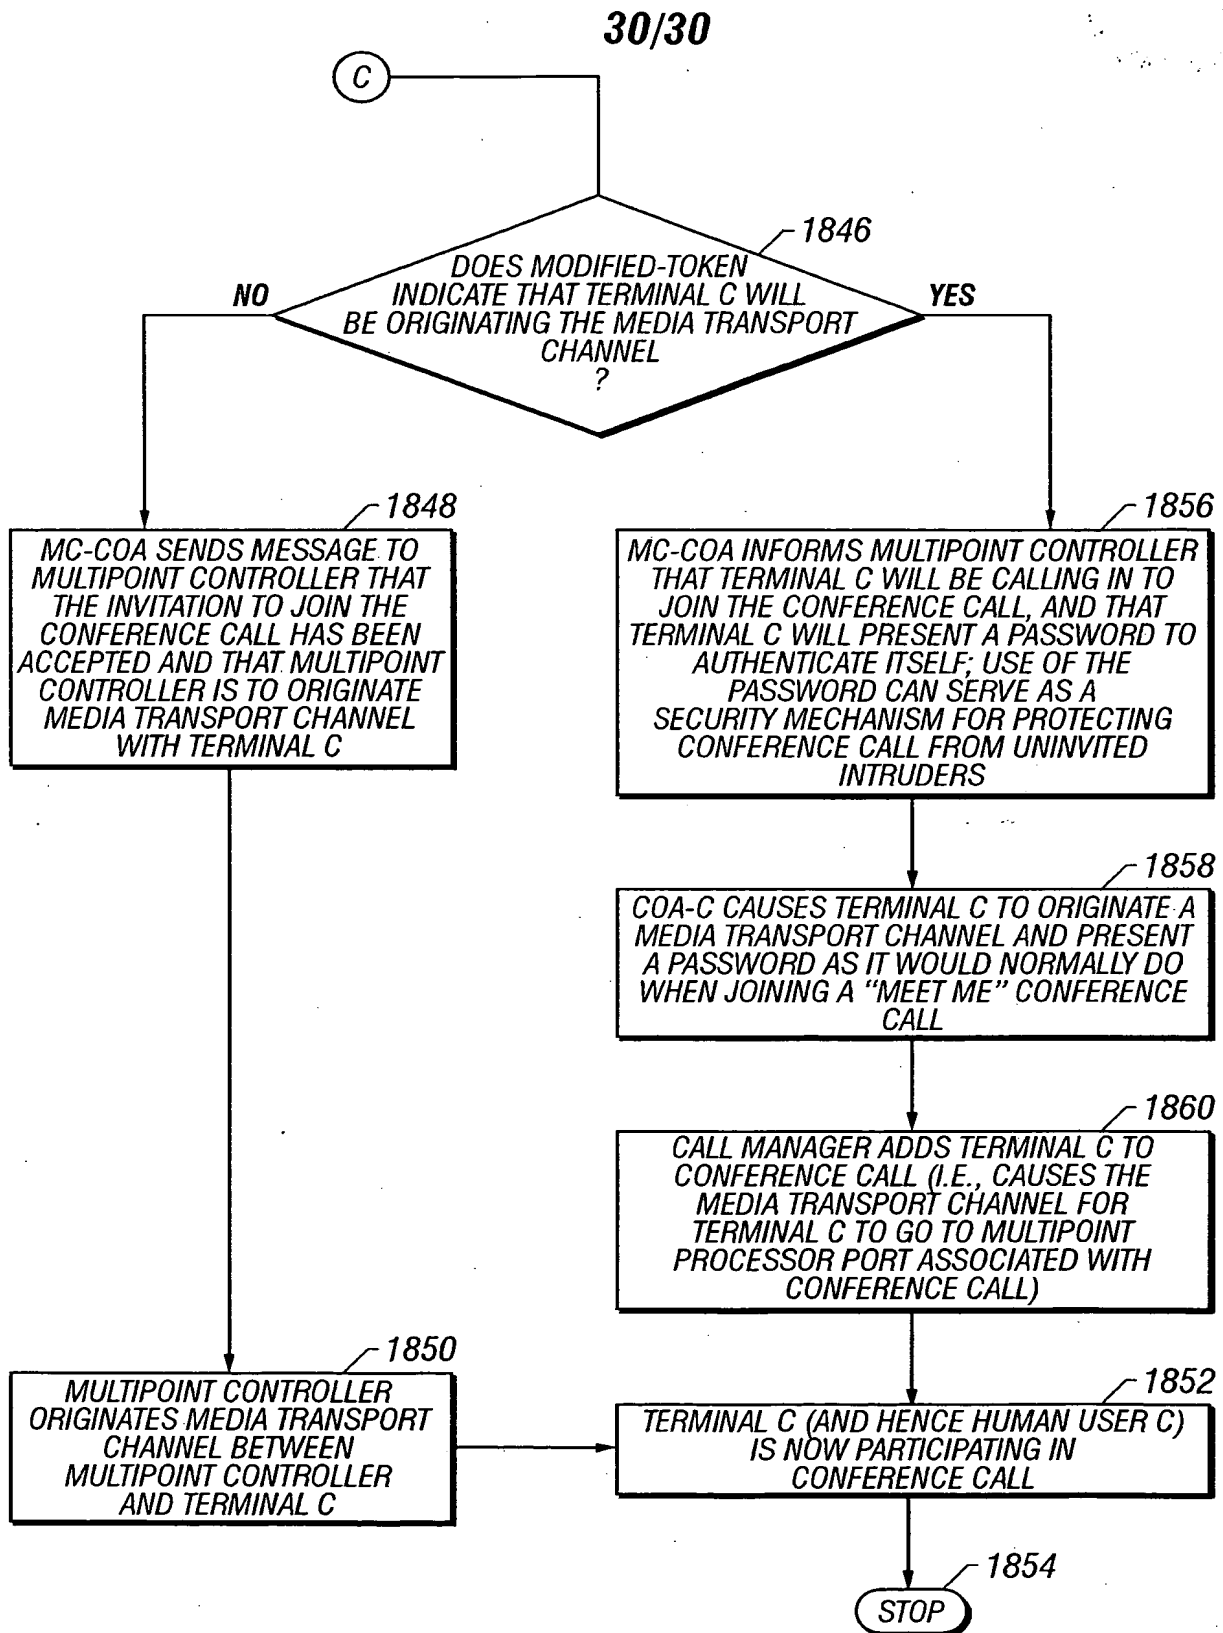 30/30
C
1846
DOES MODIFIED-TOKEN
INDICATE THAT TERMINAL C WILL
BE ORIGINATING THE MEDIA TRANSPORT
CHANNEL
?
NO
YES
1848
MC-COA SENDS MESSAGE TO
MULTIPOINT CONTROLLER THAT
THE INVITATION TO JOIN THE
CONFERENCE CALL HAS BEEN
ACCEPTED AND THAT MULTIPOINT
CONTROLLER IS TO ORIGINATE
MEDIA TRANSPORT CHANNEL
WITH TERMINAL C
1856
MC-COA INFORMS MULTIPOINT CONTROLLER
THAT TERMINAL C WILL BE CALLING IN TO
JOIN THE CONFERENCE CALL, AND THAT
TERMINAL C WILL PRESENT A PASSWORD TO
AUTHENTICATE ITSELF; USE OF THE
PASSWORD CAN SERVE AS A
SECURITY MECHANISM FOR PROTECTING
CONFERENCE CALL FROM UNINVITED
INTRUDERS
1858
COA-C CAUSES TERMINAL C TO ORIGINATE A
MEDIA TRANSPORT CHANNEL AND PRESENT
A PASSWORD AS IT WOULD NORMALLY DO
WHEN JOINING A “MEET ME” CONFERENCE
CALL
1860
CALL MANAGER ADDS TERMINAL C TO
CONFERENCE CALL (I.E., CAUSES THE
MEDIA TRANSPORT CHANNEL FOR
TERMINAL C TO GO TO MULTIPOINT
PROCESSOR PORT ASSOCIATED WITH
CONFERENCE CALL)
1850
MULTIPOINT CONTROLLER
ORIGINATES MEDIA TRANSPORT
CHANNEL BETWEEN
MULTIPOINT CONTROLLER
AND TERMINAL C
1852
TERMINAL C (AND HENCE HUMAN USER C)
IS NOW PARTICIPATING IN
CONFERENCE CALL
1854
STOP